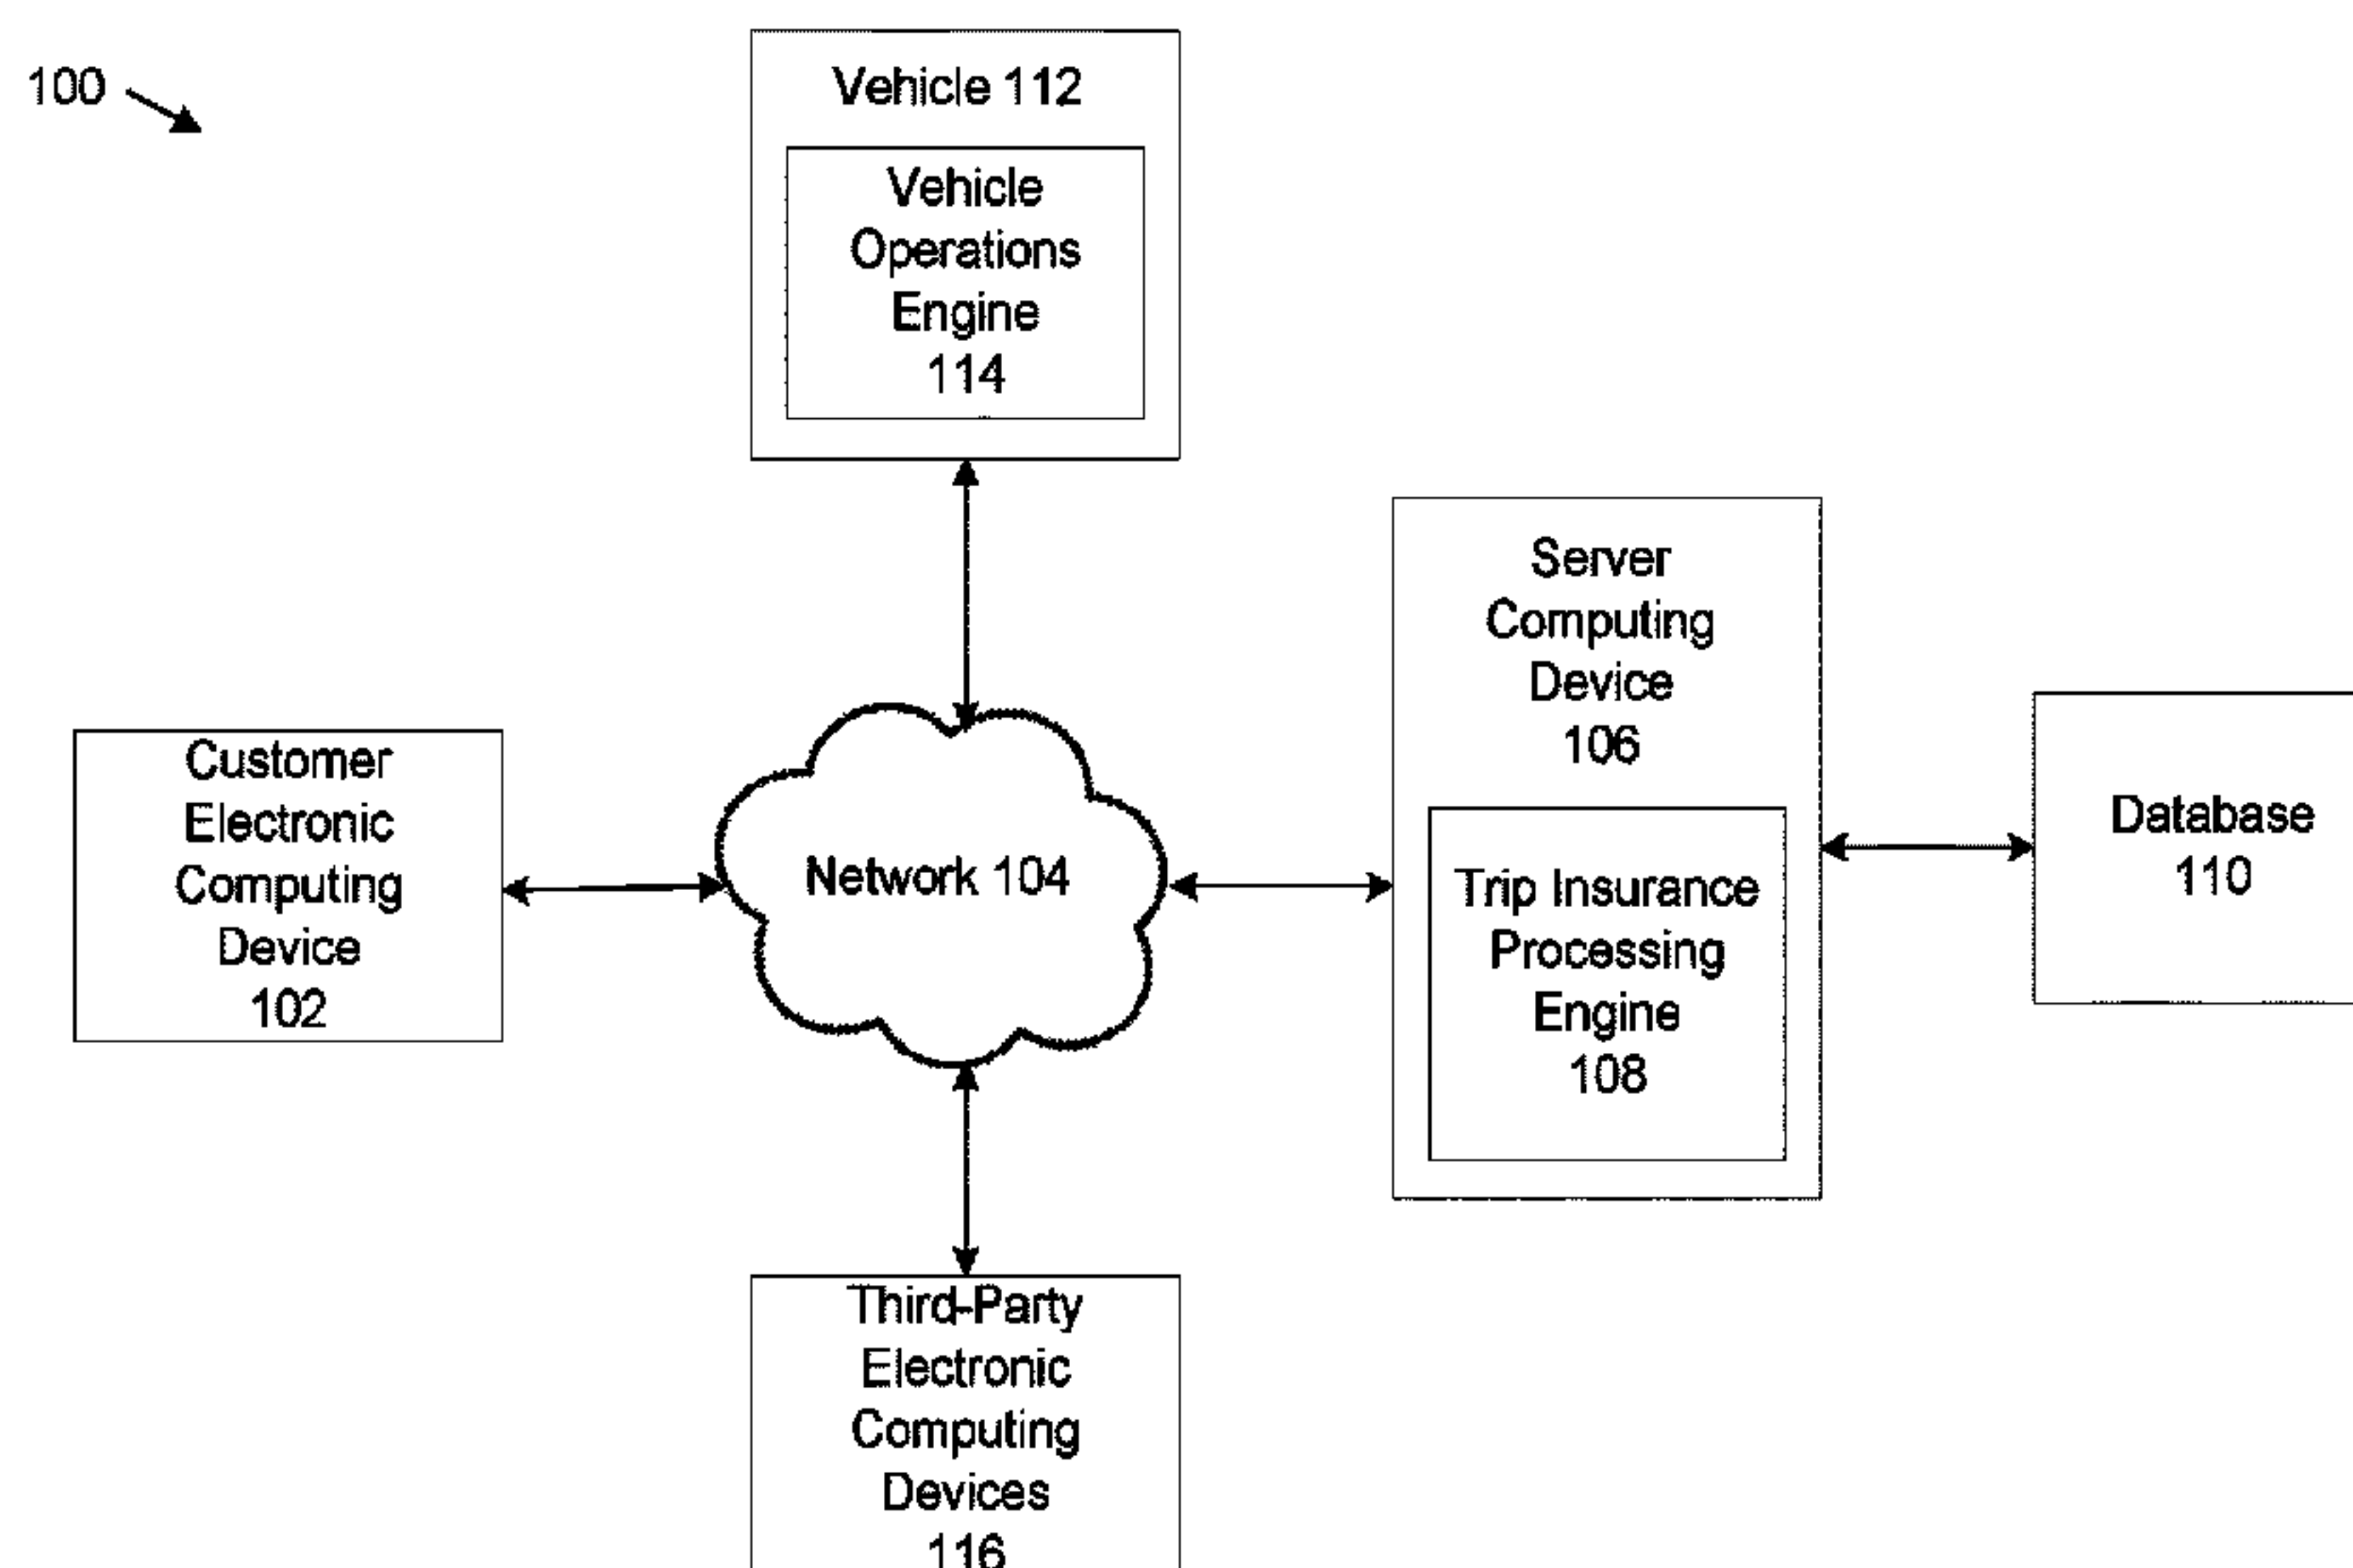 100
Vehicle 112
Vehicle
Operations
Engine
114
Server
Computing
Device
106
Customer
Electronic
Computing
Device
102
Network 104
Trip Insurance
Processing
Engine
108
Database
110
Third-Party
Electronic
Computing
Devices
116